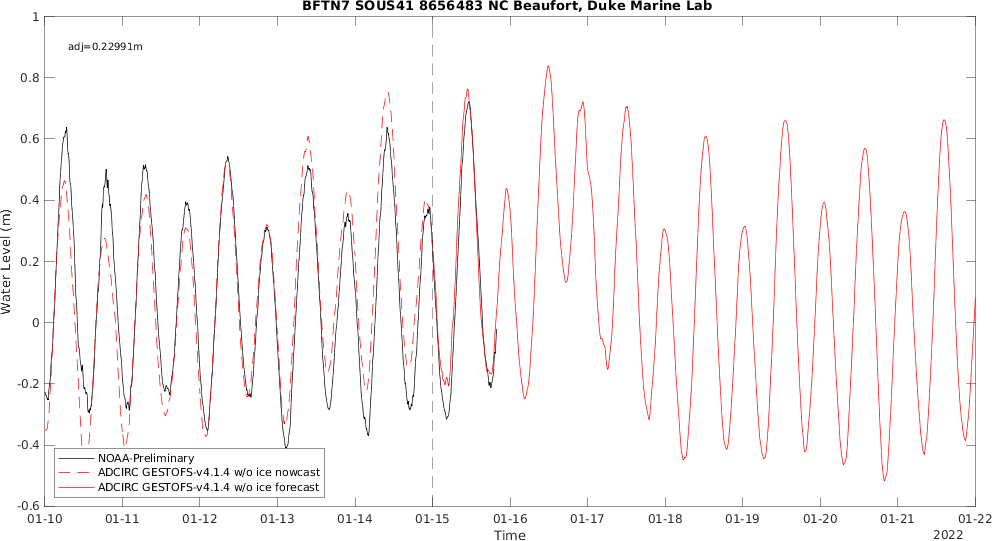 BFTN7 SOUS41 8656483 NC Beaufort, Duke Marine Lab
adj=0.22991m
Water Level (m)
1
0.8
0.6
0.4
0.2
0
-0.2
-0.4
-0.6
NOAA-Preliminary
ADCIRC GESTOFS-v4.1.4 w/o ice nowcast
ADCIRC GESTOFS-v4.1.4 w/o ice forecast
01-10 01-11 01-12 01-13 01-14 01-15 01-16 01-17 01-18 01-19 01-20 01-21 01-22
Time
2022